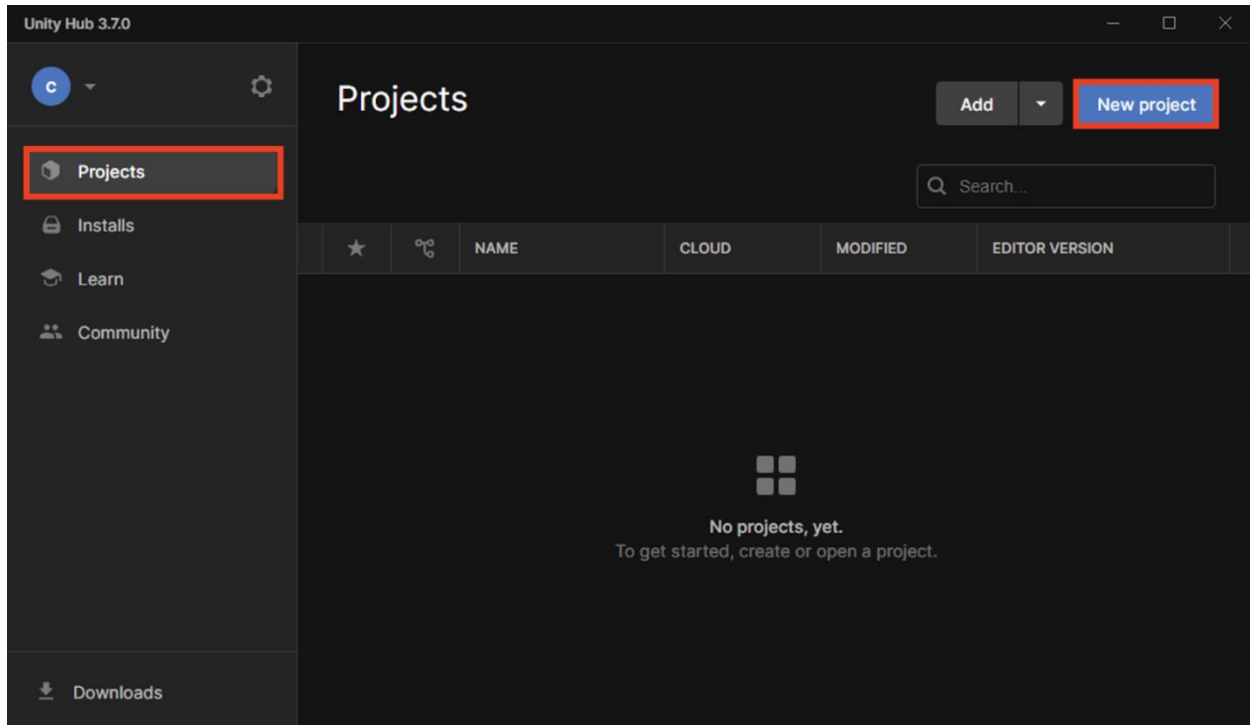 Unity Hub 3.7.0
C
Projects
Installs
Learn
Community
Downloads
Projects
Add
New project
Search...
NAME CLOUD MODIFIED EDITOR VERSION
No projects, yet.
To get started, create or open a project.